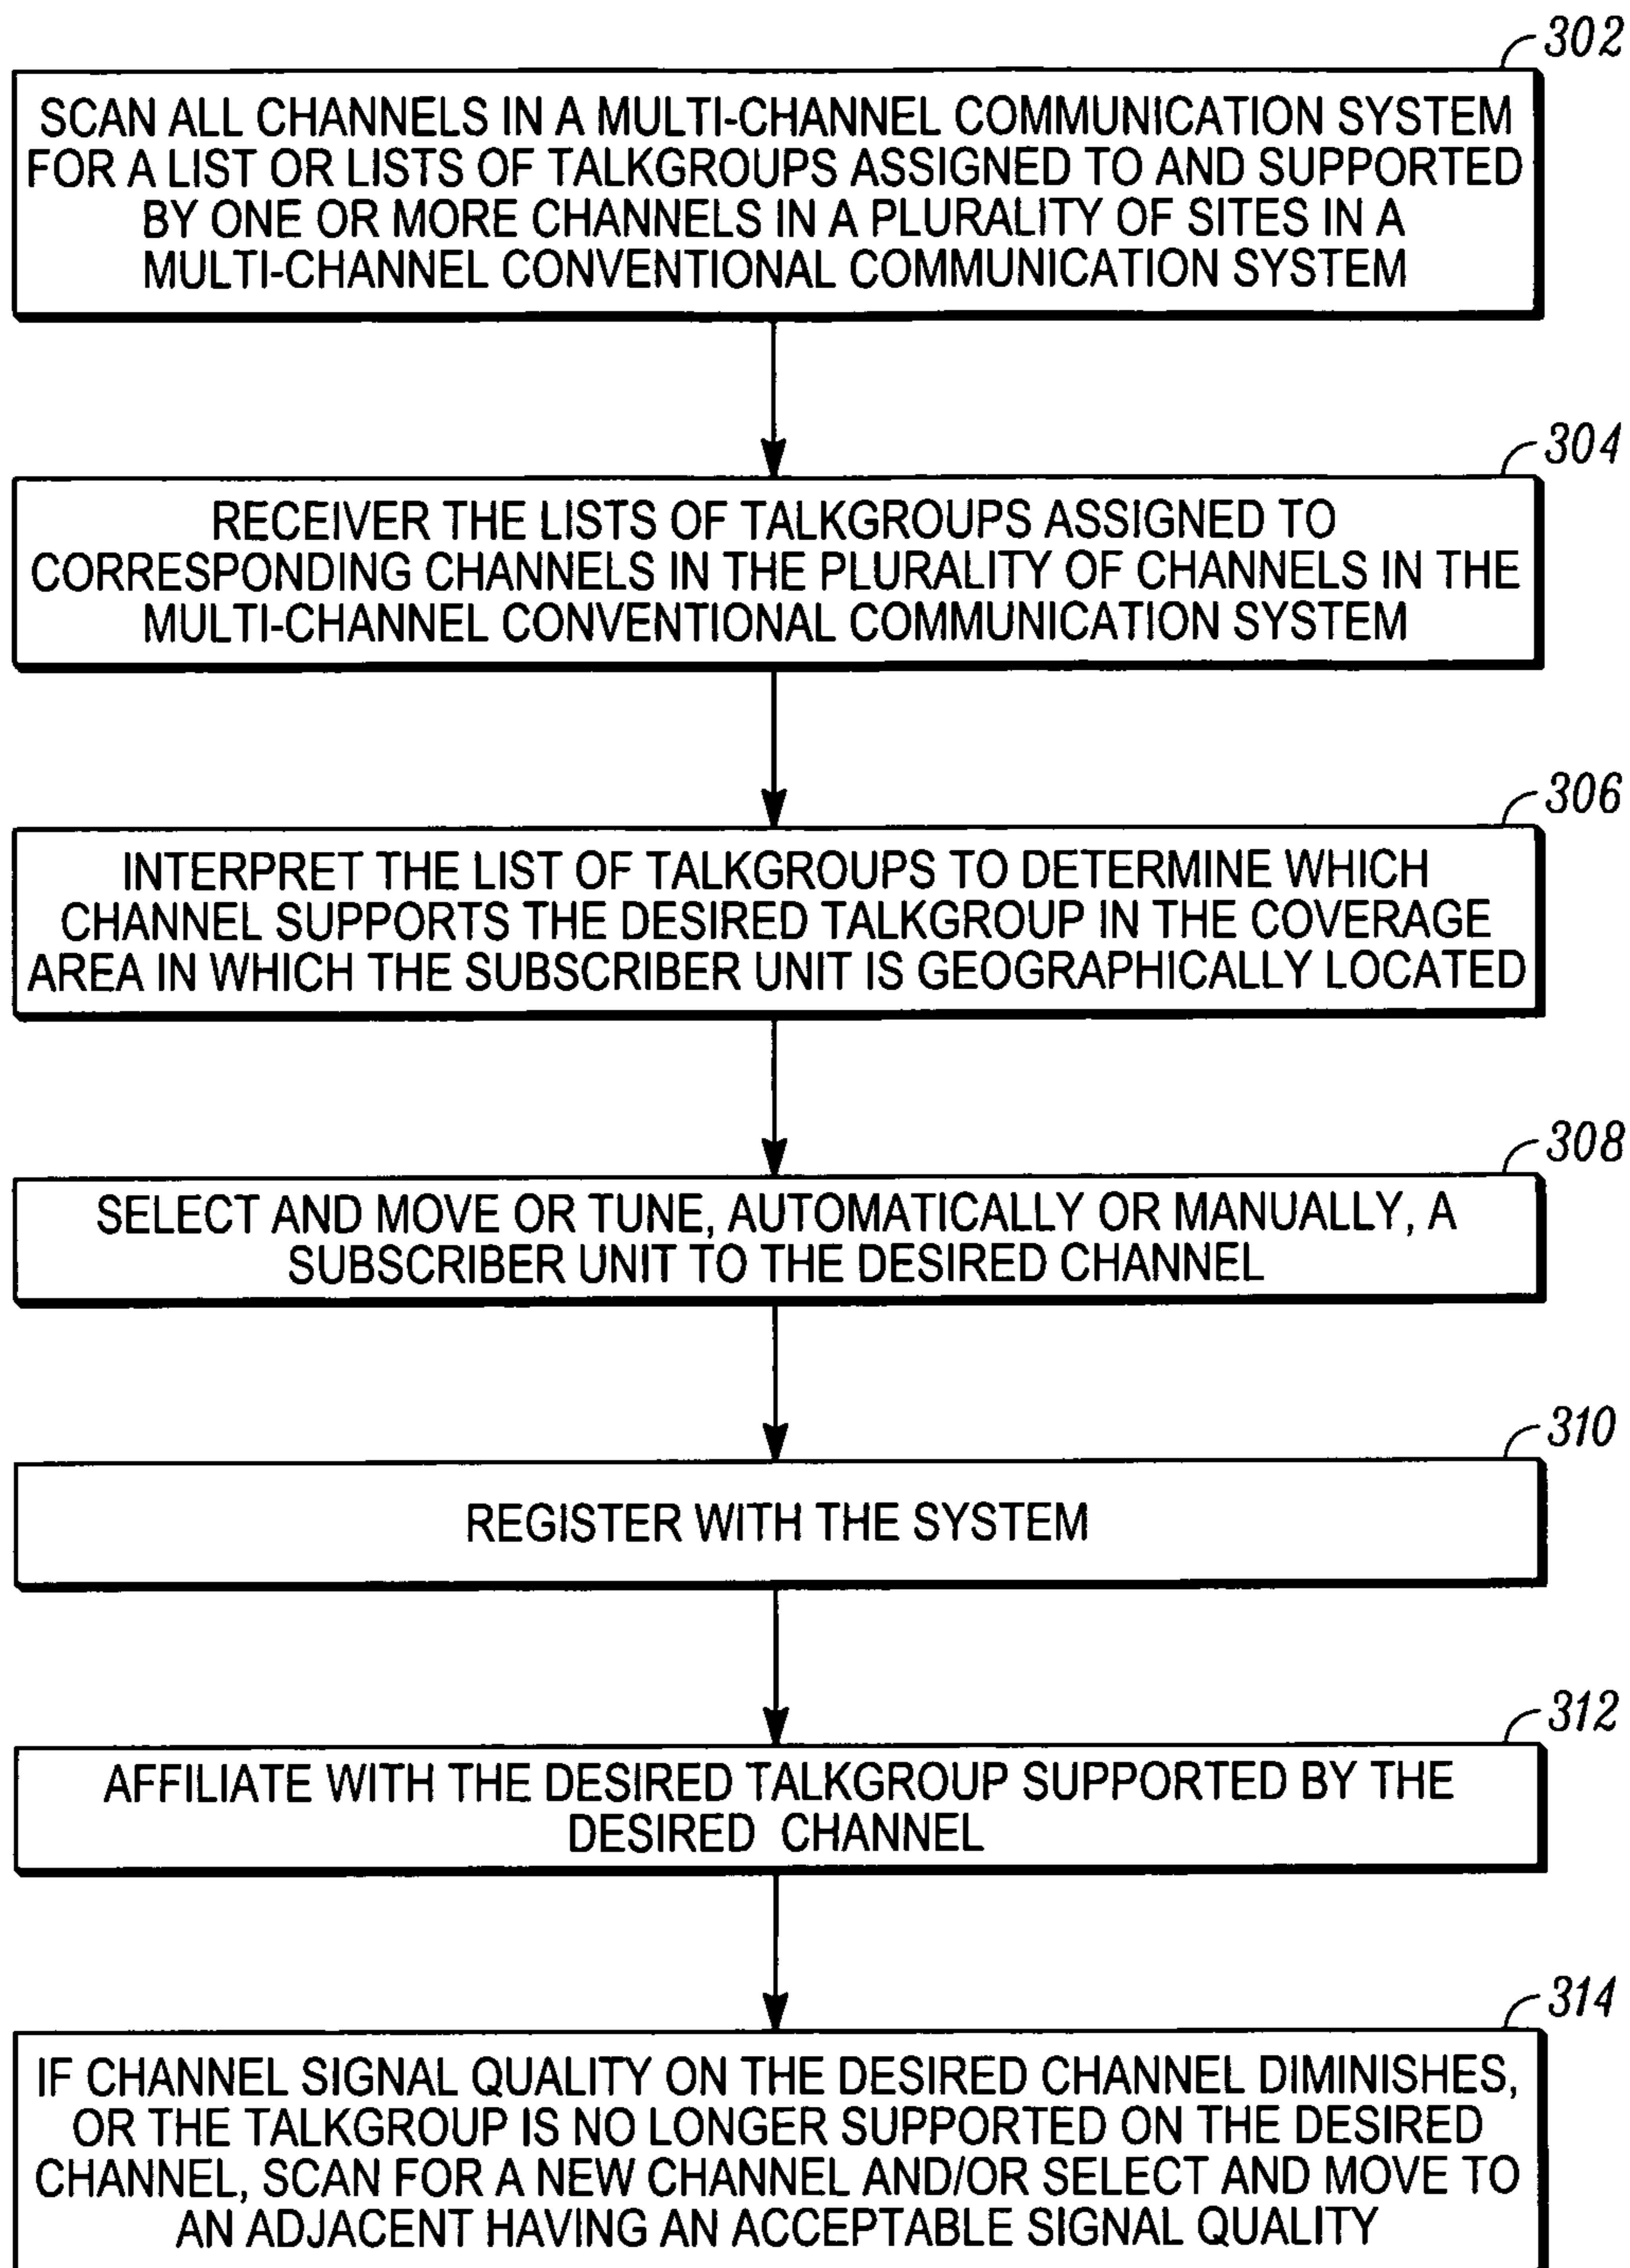 302
SCAN ALL CHANNELS IN A MULTI-CHANNEL COMMUNICATION SYSTEM
FOR A LIST OR LISTS OF TALKGROUPS ASSIGNED TO AND SUPPORTED
BY ONE OR MORE CHANNELS IN A PLURALITY OF SITES IN A
MULTI-CHANNEL CONVENTIONAL COMMUNICATION SYSTEM
304
RECEIVER THE LISTS OF TALKGROUPS ASSIGNED TO
CORRESPONDING CHANNELS IN THE PLURALITY OF CHANNELS IN THE
MULTI-CHANNEL CONVENTIONAL COMMUNICATION SYSTEM
306
INTERPRET THE LIST OF TALKGROUPS TO DETERMINE WHICH
CHANNEL SUPPORTS THE DESIRED TALKGROUP IN THE COVERAGE
AREA IN WHICH THE SUBSCRIBER UNIT IS GEOGRAPHICALLY LOCATED
308
SELECT AND MOVE OR TUNE, AUTOMATICALLY OR MANUALLY, A
SUBSCRIBER UNIT TO THE DESIRED CHANNEL
310
REGISTER WITH THE SYSTEM
312
AFFILIATE WITH THE DESIRED TALKGROUP SUPPORTED BY THE
DESIRED CHANNEL
314
IF CHANNEL SIGNAL QUALITY ON THE DESIRED CHANNEL DIMINISHES,
OR THE TALKGROUP IS NO LONGER SUPPORTED ON THE DESIRED
CHANNEL, SCAN FOR A NEW CHANNEL AND/OR SELECT AND MOVE TO
AN ADJACENT HAVING AN ACCEPTABLE SIGNAL QUALITY